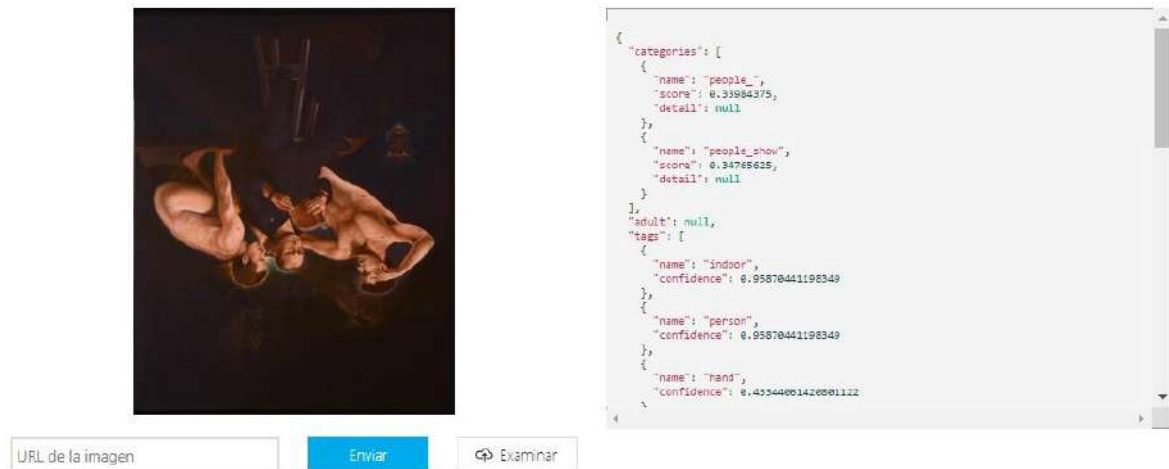 {
"categories": [
{
"name": "people_",
"score": 0.33984375,
"detail": null
},
{
"name": "people_show",
"score": 0.34765625,
"detail": null
}
],
"adult": null,
"tags": [
{
"name": "indoor",
"confidence": 0.95870441198349
},
{
"name": "person",
"confidence": 0.95870441198349
},
{
"name": "hand",
"confidence":
}
URL de la imagen
Enviar
Examinar